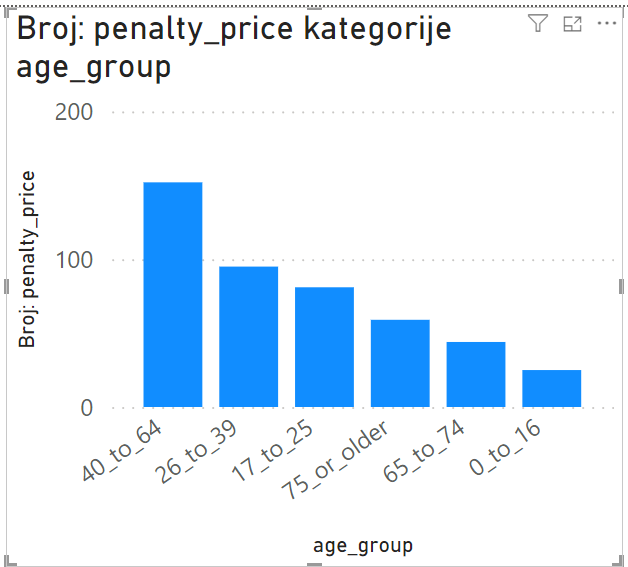 Broj: penalty_price kategorije
age_group
200
100
0
Broj: penalty_price
40_to_64
26_to_39
17_to_25
75_or_older
65_to_74
0_to_16
age_group